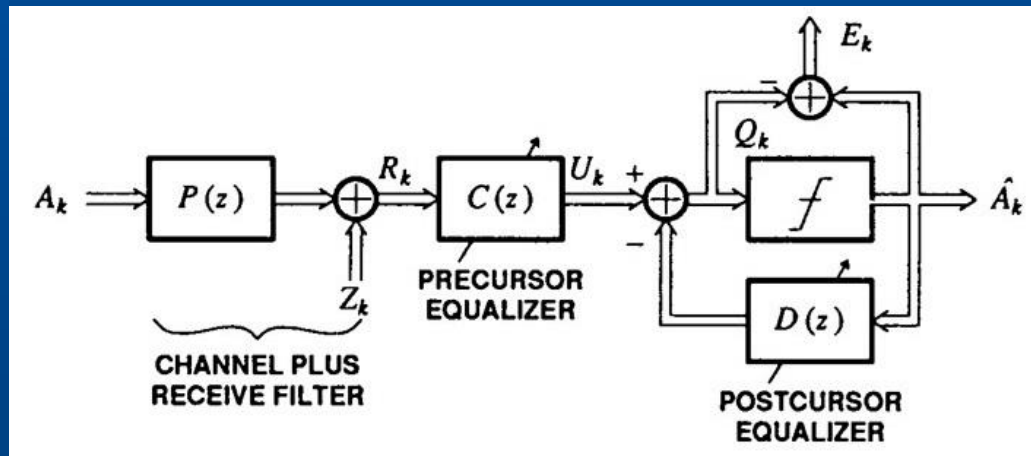 E_k
−
Q_k
A_k
P(z)
+
R_k
C(z)
U_k
+
+
−
Â_k
Z_k
PRECURSOR
EQUALIZER
D(z)
CHANNEL PLUS
RECEIVE FILTER
POSTCURSOR
EQUALIZER